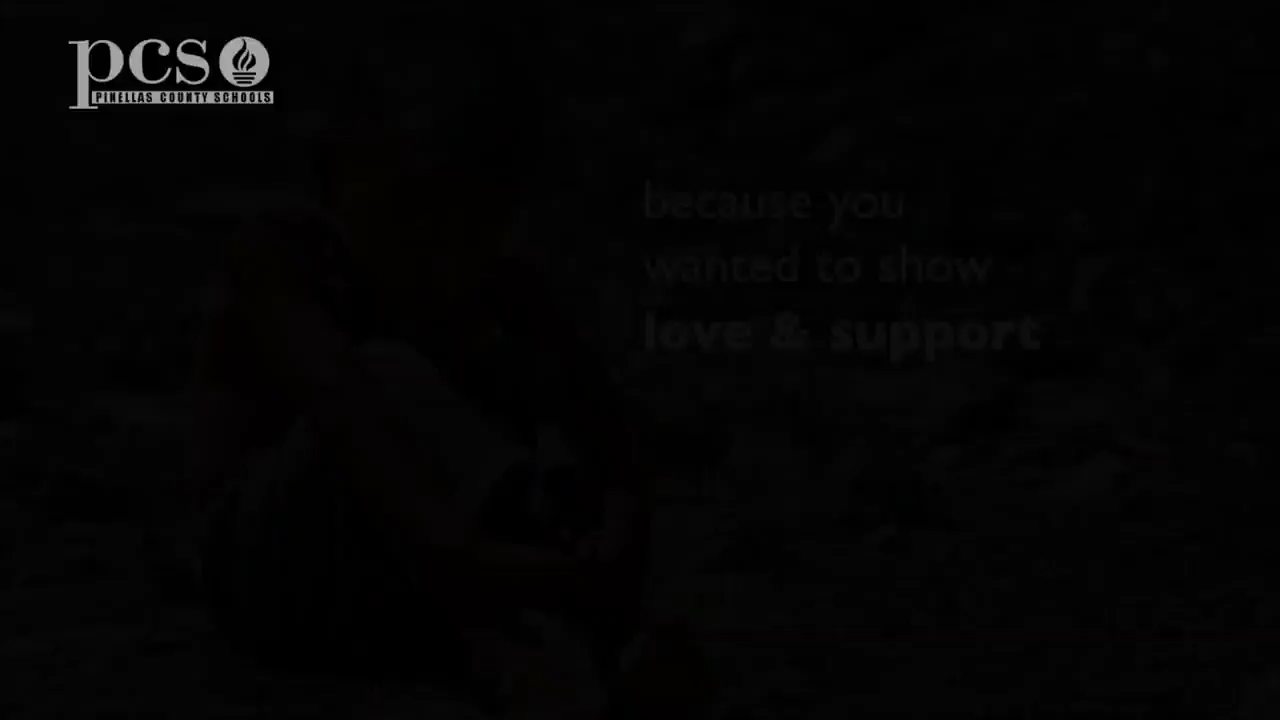 pcs
PINELLAS COUNTY SCHOOLS
because you
wanted to show
love & support